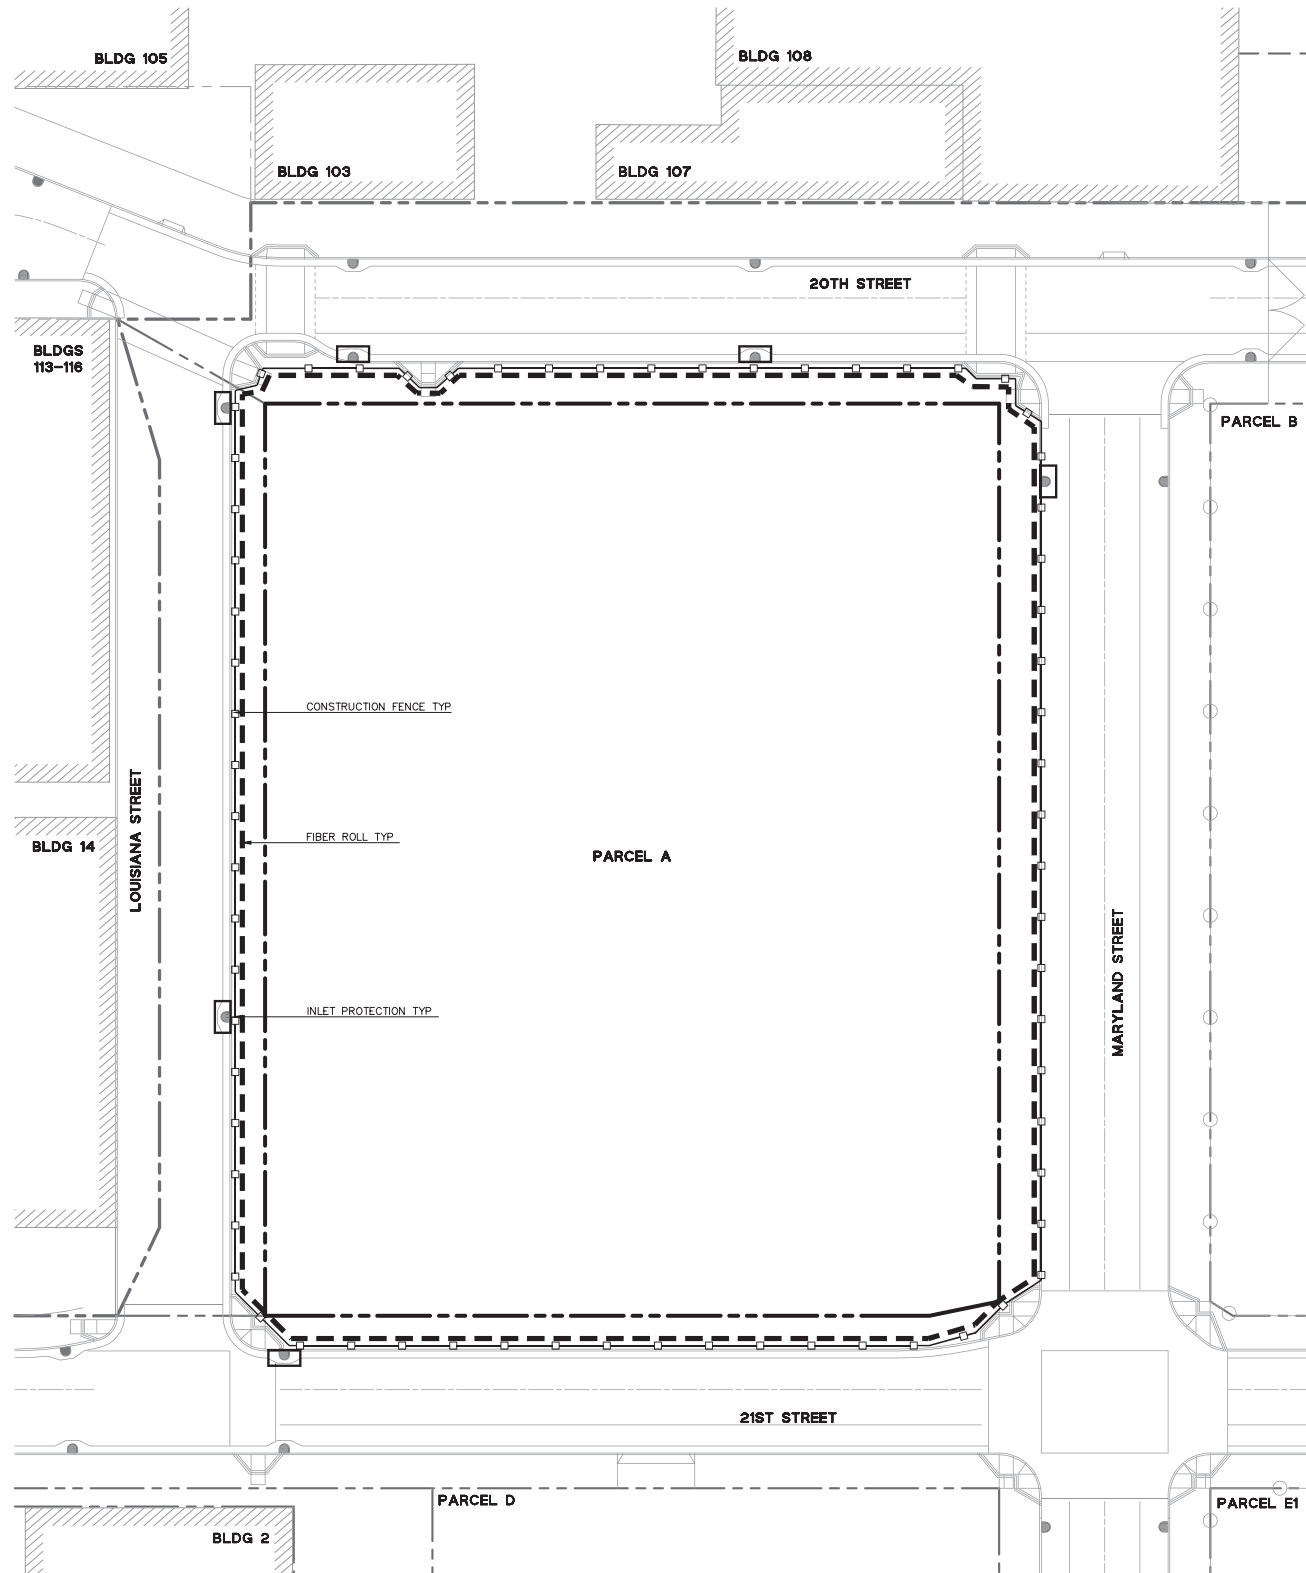 BLDG 105
BLDG 108
BLDG 103
BLDG 107
20TH STREET
BLDGS
113-116
PARCEL B
CONSTRUCTION FENCE TYP
LOUISIANA STREET
FIBER ROLL TYP
BLDG 14
PARCEL A
MARYLAND STREET
INLET PROTECTION TYP
21ST STREET
PARCEL D
PARCEL E1
BLDG 2